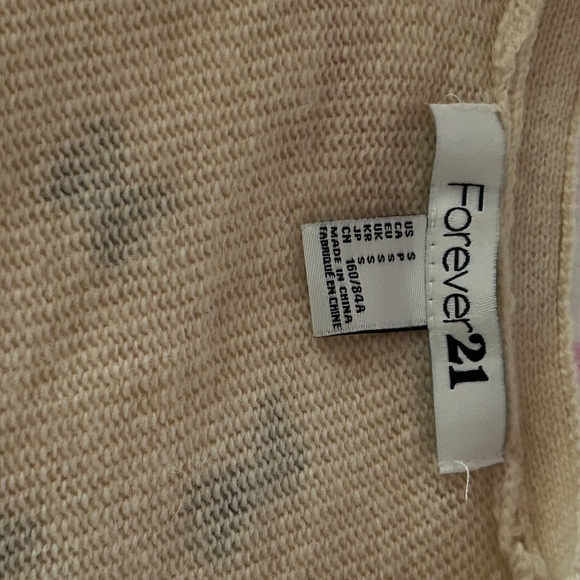 Forever21
US S
CA P
EU S
UK S
KR S
JP S
CN 160/84A
MADE IN CHINA
FABRIQUÉ EN CHINE